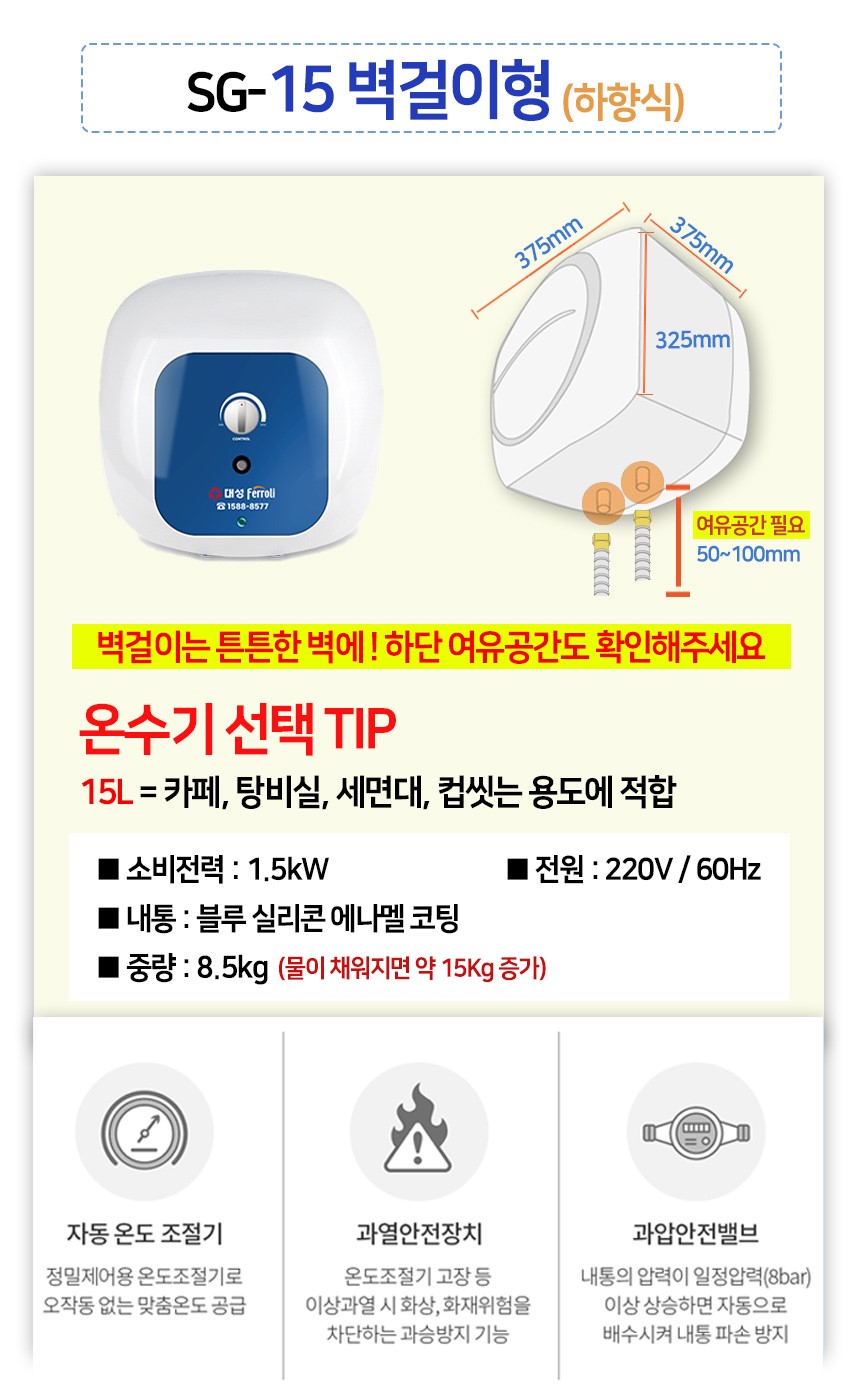 SG-15 벽걸이형 (하향식)
375mm
375mm
325mm
CONTROL
대성 Ferroli
☎1588-8577
여유공간 필요
50~100mm
벽걸이는 튼튼한 벽에! 하단 여유공간도 확인해주세요
온수기 선택 TIP
15L = 카페, 탕비실, 세면대, 컵씻는 용도에 적합
■ 소비전력 : 1.5kW
■ 전원 : 220V / 60Hz
■ 내통 : 블루 실리콘 에나멜 코팅
■ 중량 : 8.5kg (물이 채워지면 약 15Kg 증가)
자동 온도 조절기
정밀제어용 온도조절기로
오작동 없는 맞춤온도 공급
과열안전장치
온도조절기 고장 등
이상과열 시 화상, 화재위험을
차단하는 과승방지 기능
과압안전밸브
내통의 압력이 일정압력(8bar)
이상 상승하면 자동으로
배수시켜 내통 파손 방지